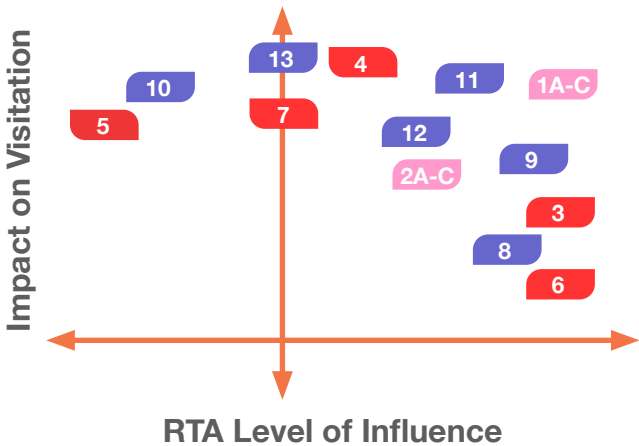 Impact on Visitation
13
4
10
11
1A-C
5
7
12
9
2A-C
3
8
6
RTA Level of Influence